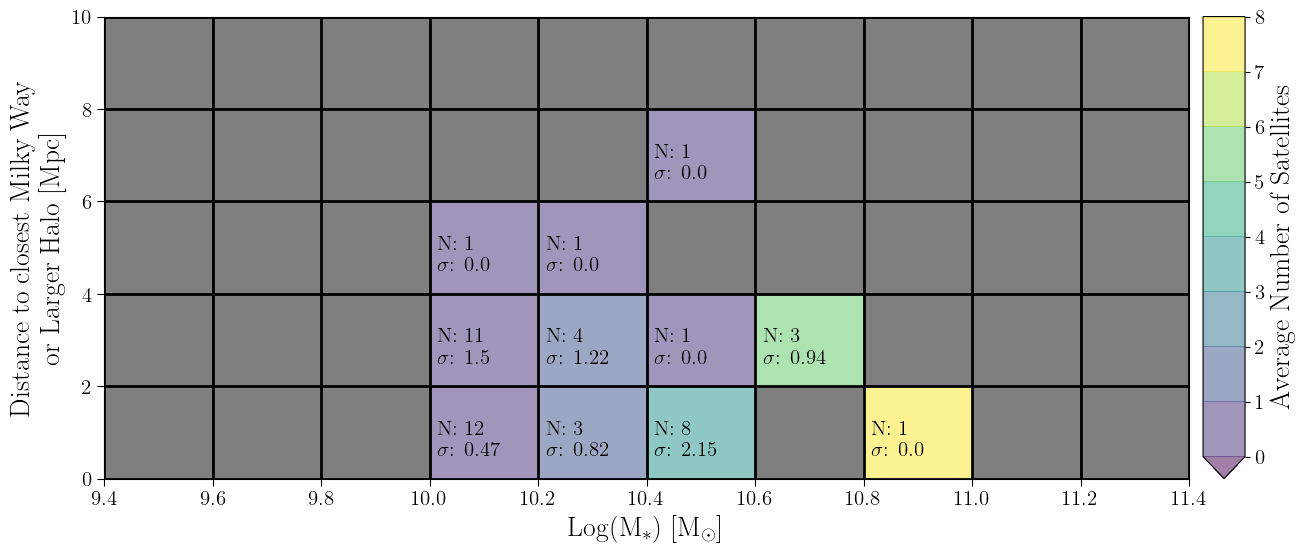 Distance to closest Milky Way
or Larger Halo [Mpc]
10
8
6
4
2
0
N: 1
σ: 0.0
N: 1
σ: 0.0
N: 1
σ: 0.0
N: 11
σ: 1.5
N: 4
σ: 1.22
N: 1
σ: 0.0
N: 3
σ: 0.94
N: 12
σ: 0.47
N: 3
σ: 0.82
N: 8
σ: 2.15
N: 1
σ: 0.0
9.4 9.6 9.8 10.0 10.2 10.4 10.6 10.8 11.0 11.2 11.4
Log(M*) [M⊙]
8
7
6
5
4
3
2
1
0
Average Number of Satellites